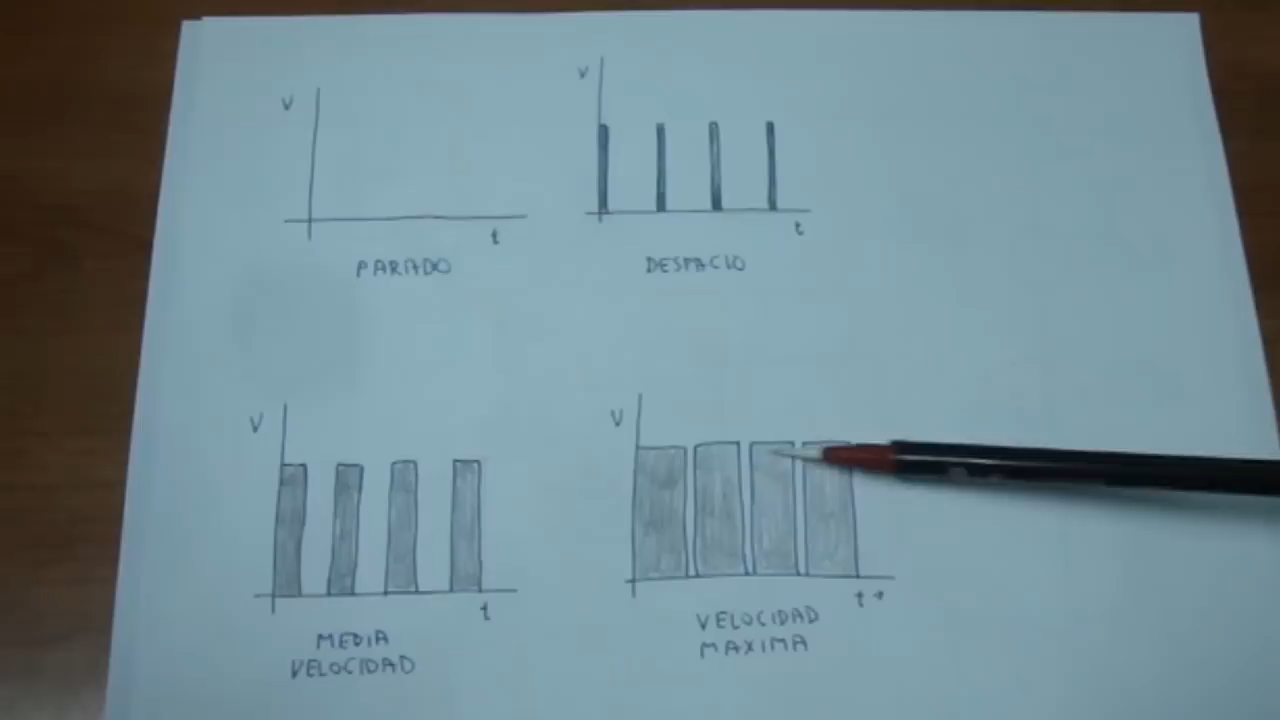 V
t
PARADO
V
t
DESPACIO
V
t
MEDIA
VELOCIDAD
V
t
VELOCIDAD
MAXIMA